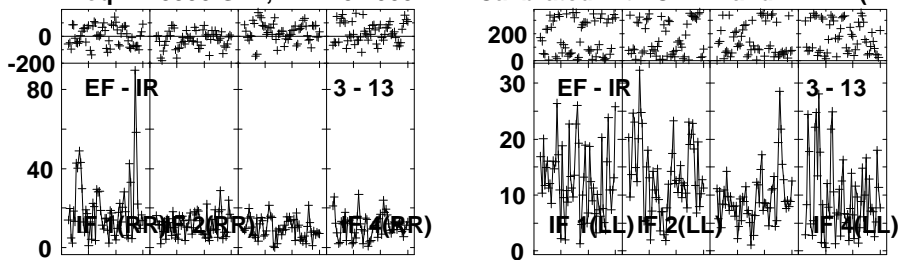 0
-200
EF - IR
3 - 13
80
40
0
IF 1(RR)
IF 2(RR)
IF 4(RR)
200
0
EF - IR
3 - 13
30
20
10
0
IF 1(LL)
IF 2(LL)
IF 4(LL)